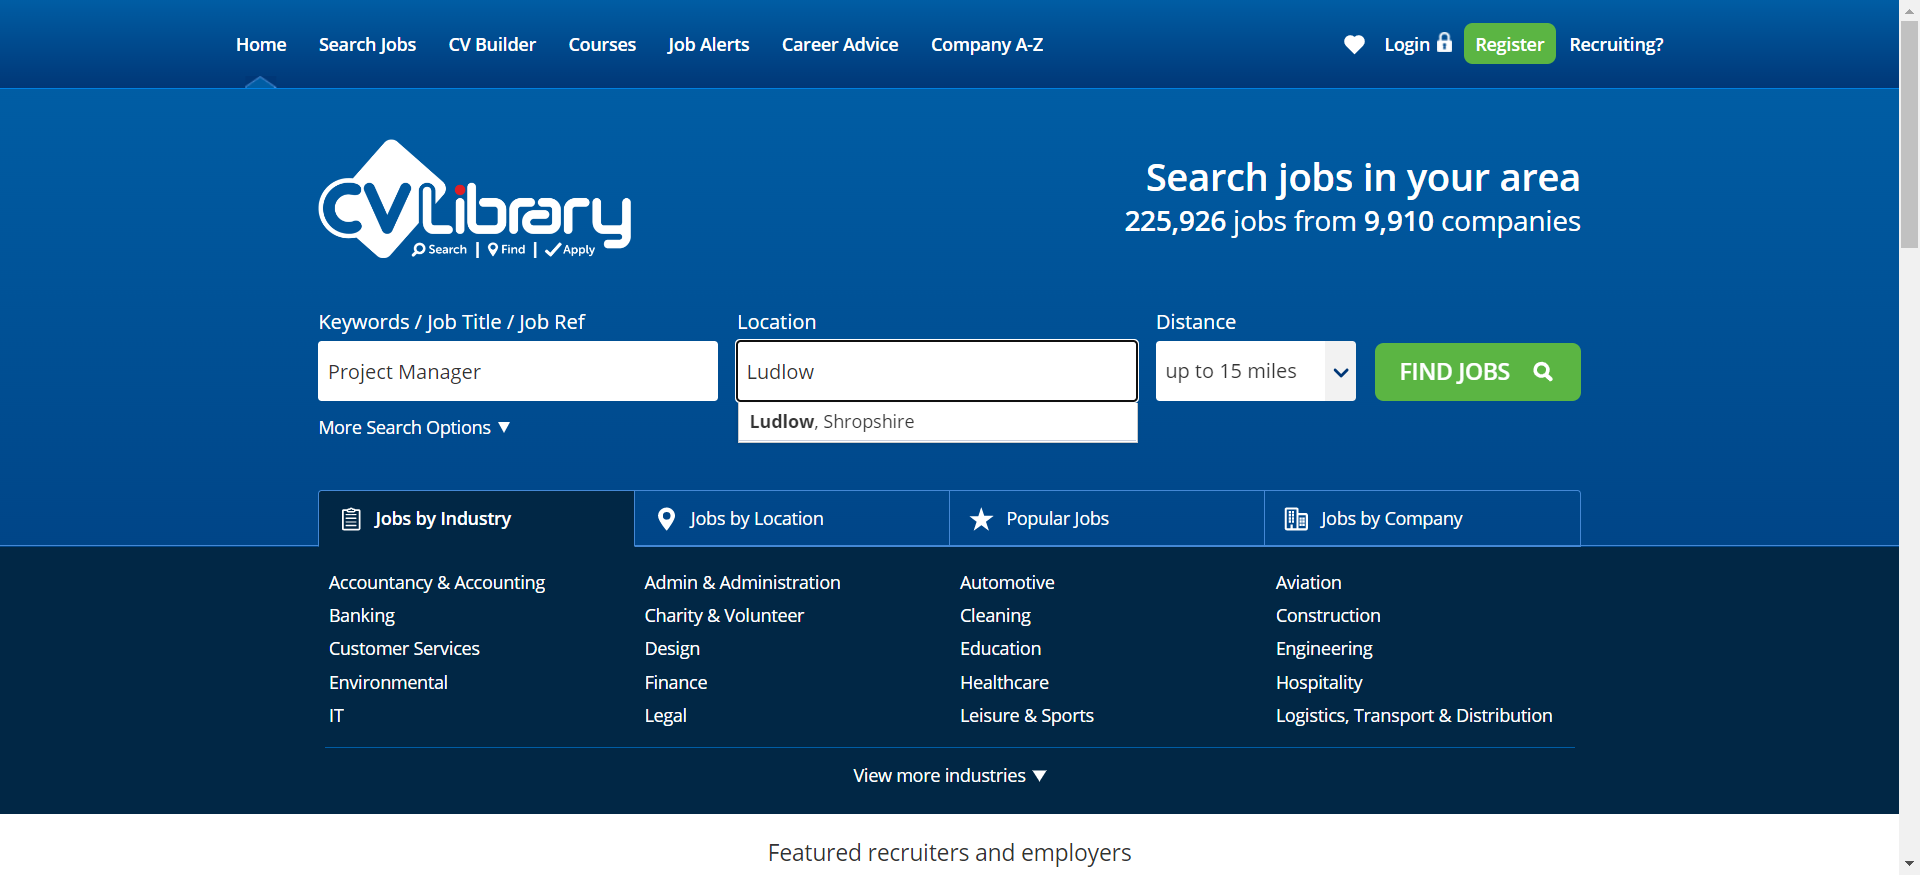 Home Search Jobs CV Builder Courses Job Alerts Career Advice Company A-Z Login Register Recruiting?
CVLibrary
Search | Find | Apply
Search jobs in your area
225,926 jobs from 9,910 companies
Keywords / Job Title / Job Ref Location Distance
Project Manager Ludlow up to 15 miles FIND JOBS
Ludlow, Shropshire
More Search Options
Jobs by Industry Jobs by Location Popular Jobs Jobs by Company
Accountancy & Accounting Admin & Administration Automotive Aviation
Banking Charity & Volunteer Cleaning Construction
Customer Services Design Education Engineering
Environmental Finance Healthcare Hospitality
IT Legal Leisure & Sports Logistics, Transport & Distribution
View more industries
Featured recruiters and employers